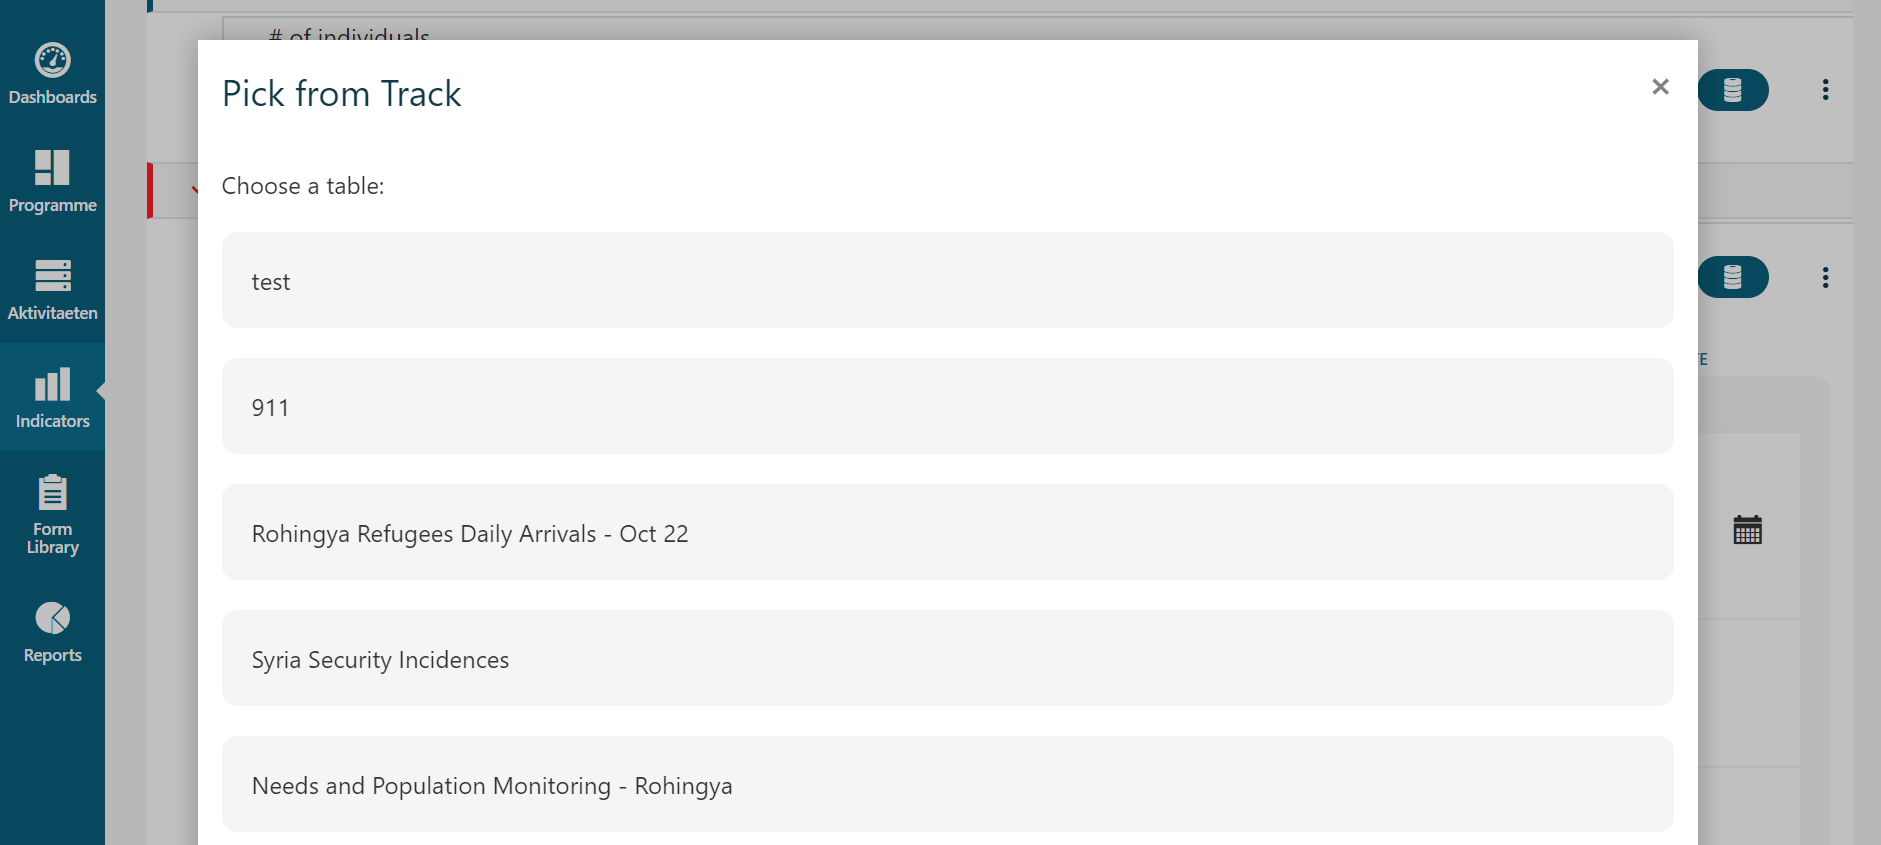 Dashboards
Programme
Aktivitaeten
Indicators
Form
Library
Reports
# of individuals
Pick from Track
Choose a table:
test
911
Rohingya Refugees Daily Arrivals - Oct 22
Syria Security Incidences
Needs and Population Monitoring - Rohingya